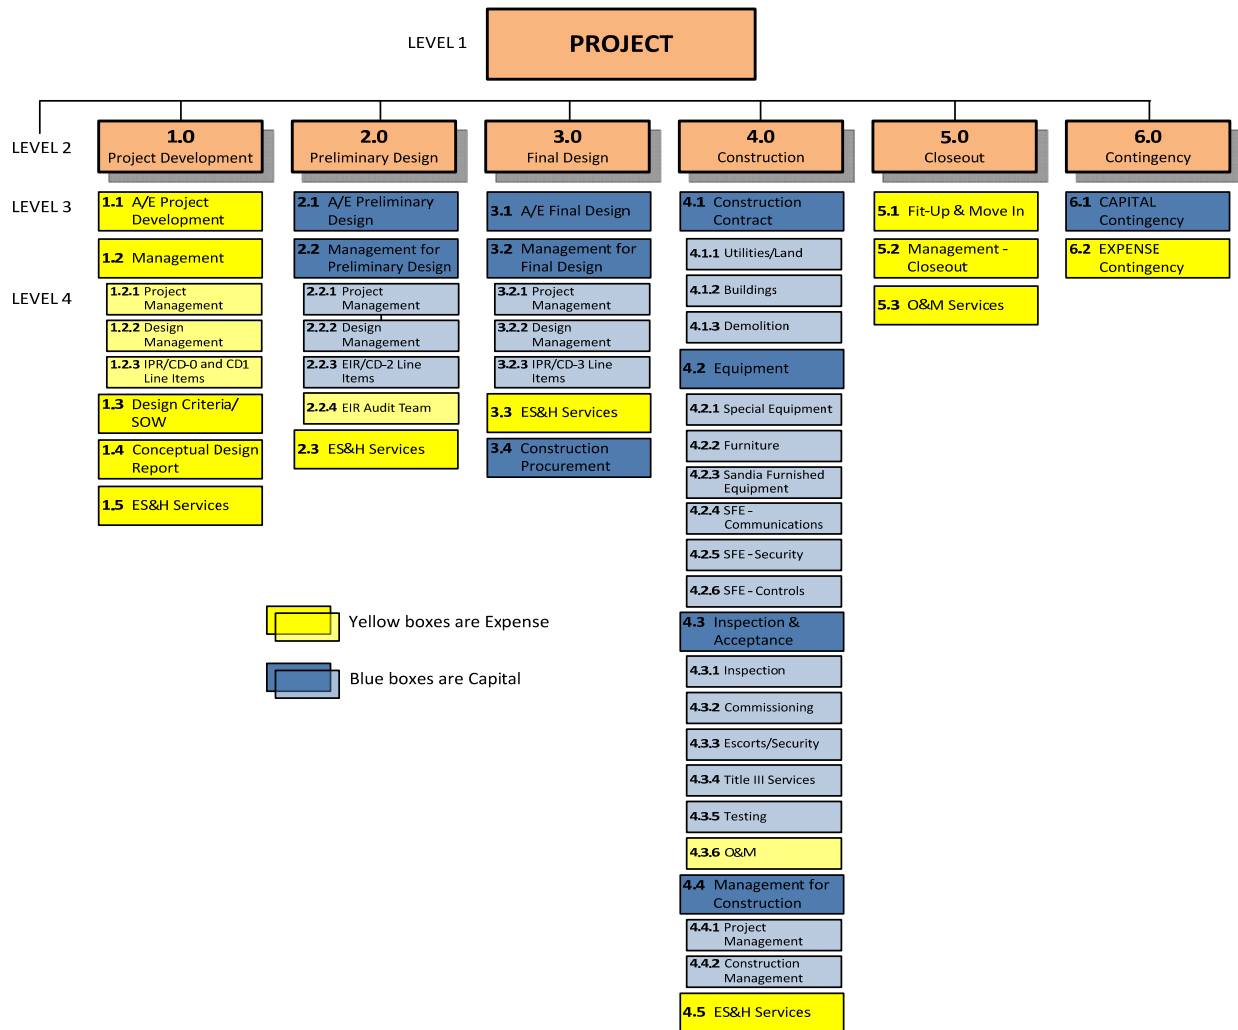 LEVEL 1
PROJECT
LEVEL 2
1.0
Project Development
2.0
Preliminary Design
3.0
Final Design
4.0
Construction
5.0
Closeout
6.0
Contingency
LEVEL 3
LEVEL 4
1.1 A/E Project
Development
1.2 Management
1.2.1 Project
Management
1.2.2 Design
Management
1.2.3 IPR/CD-0 and CD1
Line Items
1.3 Design Criteria/
SOW
1.4 Conceptual Design
Report
1.5 ES&H Services
2.1 A/E Preliminary
Design
2.2 Management for
Preliminary Design
2.2.1 Project
Management
2.2.2 Design
Management
2.2.3 EIR/CD-2 Line
Items
2.2.4 EIR Audit Team
2.3 ES&H Services
3.1 A/E Final Design
3.2 Management for
Final Design
3.2.1 Project
Management
3.2.2 Design
Management
3.2.3 IPR/CD-3 Line
Items
3.3 ES&H Services
3.4 Construction
Procurement
4.1 Construction
Contract
4.1.1 Utilities/Land
4.1.2 Buildings
4.1.3 Demolition
4.2 Equipment
4.2.1 Special Equipment
4.2.2 Furniture
4.2.3 Sandia Furnished
Equipment
4.2.4 SFE -
Communications
4.2.5 SFE - Security
4.2.6 SFE - Controls
4.3 Inspection &
Acceptance
4.3.1 Inspection
4.3.2 Commissioning
4.3.3 Escorts/Security
4.3.4 Title III Services
4.3.5 Testing
4.3.6 O&M
4.4 Management for
Construction
4.4.1 Project
Management
4.4.2 Construction
Management
4.5 ES&H Services
5.1 Fit-Up & Move In
5.2 Management -
Closeout
5.3 O&M Services
6.1 CAPITAL
Contingency
6.2 EXPENSE
Contingency
Yellow boxes are Expense
Blue boxes are Capital